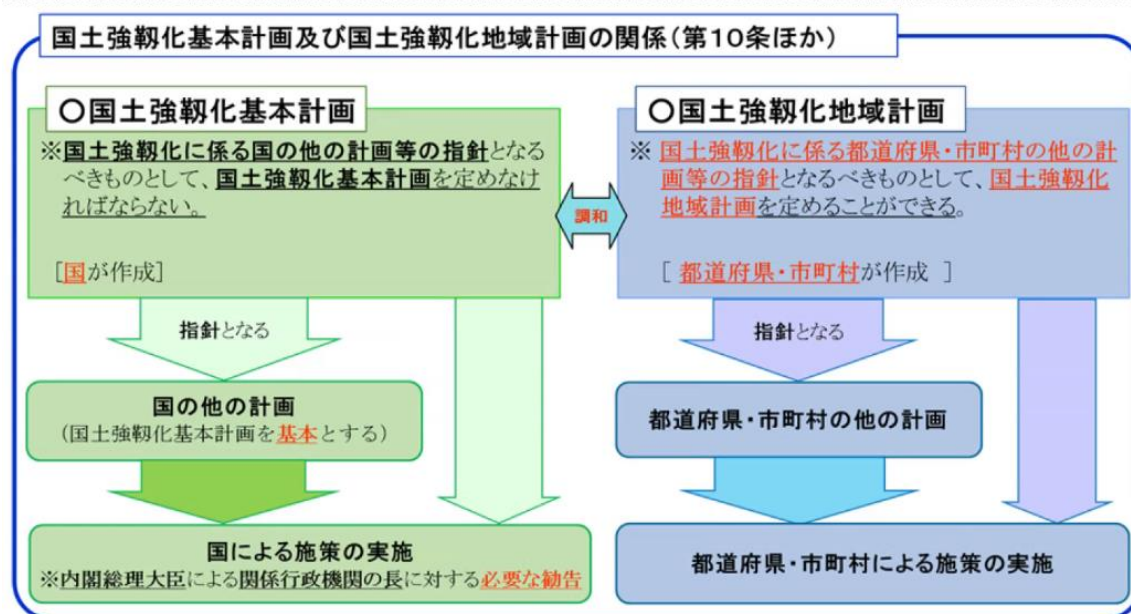 国土強靱化基本計画及び国土強靱化地域計画の関係(第10条ほか)
○国土強靱化基本計画
※国土強靱化に係る国の他の計画等の指針となる
べきものとして、国土強靱化基本計画を定めなけ
ればならない。
[国が作成]
調和
○国土強靱化地域計画
※ 国土強靱化に係る都道府県・市町村の他の計
画等の指針となるべきものとして、国土強靱化
地域計画を定めることができる。
[ 都道府県・市町村が作成 ]
指針となる
指針となる
国の他の計画
(国土強靱化基本計画を基本とする)
都道府県・市町村の他の計画
国による施策の実施
※内閣総理大臣による関係行政機関の長に対する必要な勧告
都道府県・市町村による施策の実施